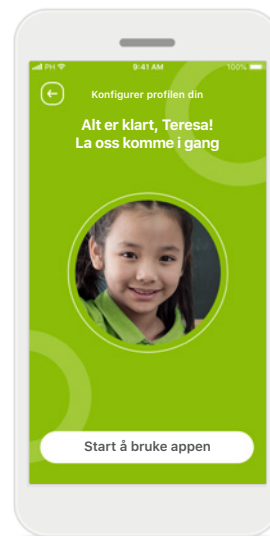 PH 9:41 AM 100%
Konfigurer profilen din
Alt er klart, Teresa!
La oss komme i gang
Start å bruke appen